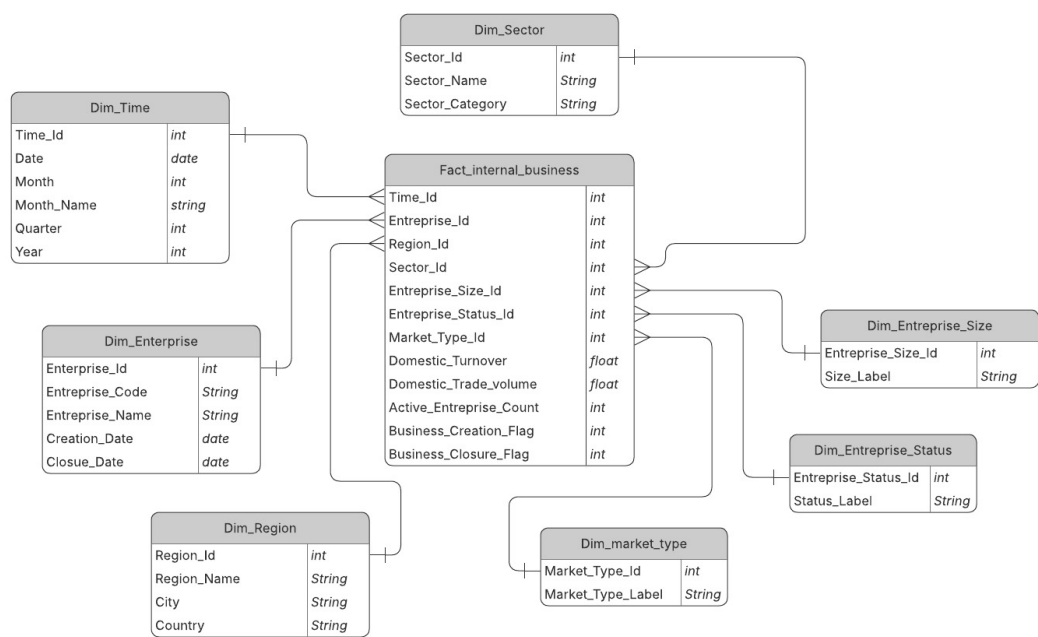 Dim_Sector
Sector_Id int
Sector_Name String
Sector_Category String
Dim_Time
Time_Id int
Date date
Month int
Month_Name string
Quarter int
Year int
Fact_internal_business
Time_Id int
Entreprise_Id int
Region_Id int
Sector_Id int
Entreprise_Size_Id int
Entreprise_Status_Id int
Market_Type_Id int
Domestic_Turnover float
Domestic_Trade_volume float
Active_Entreprise_Count int
Business_Creation_Flag int
Business_Closure_Flag int
Dim_Enterprise
Enterprise_Id int
Entreprise_Code String
Entreprise_Name String
Creation_Date date
Closue_Date date
Dim_Entreprise_Size
Entreprise_Size_Id int
Size_Label String
Dim_Entreprise_Status
Entreprise_Status_Id int
Status_Label String
Dim_Region
Region_Id int
Region_Name String
City String
Country String
Dim_market_type
Market_Type_Id int
Market_Type_Label String